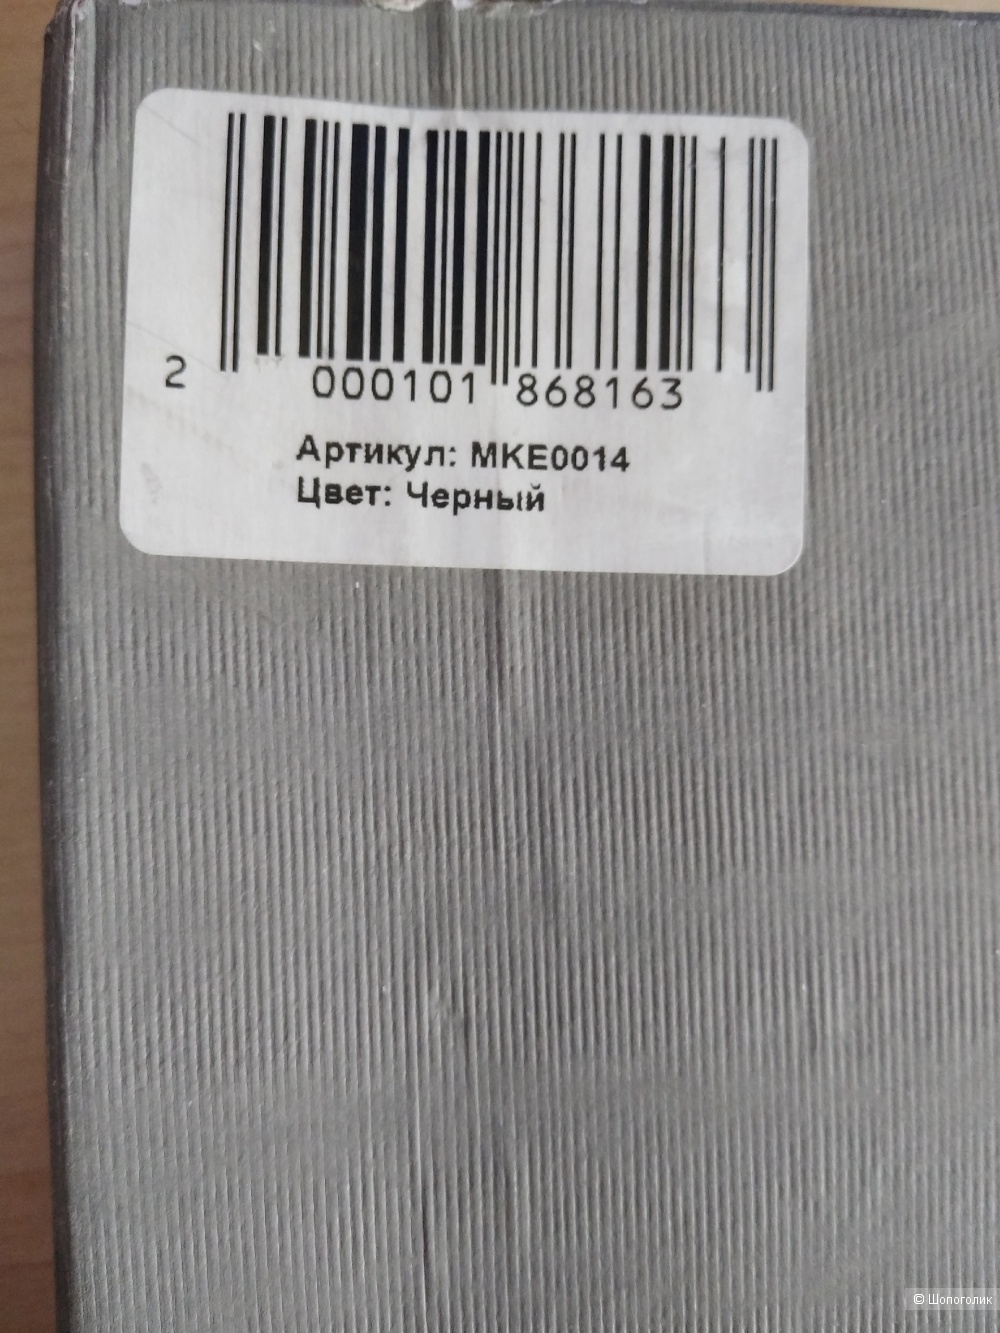 2 000101 868163
Артикул: MKE0014
Цвет: Черный
© Шопоголик